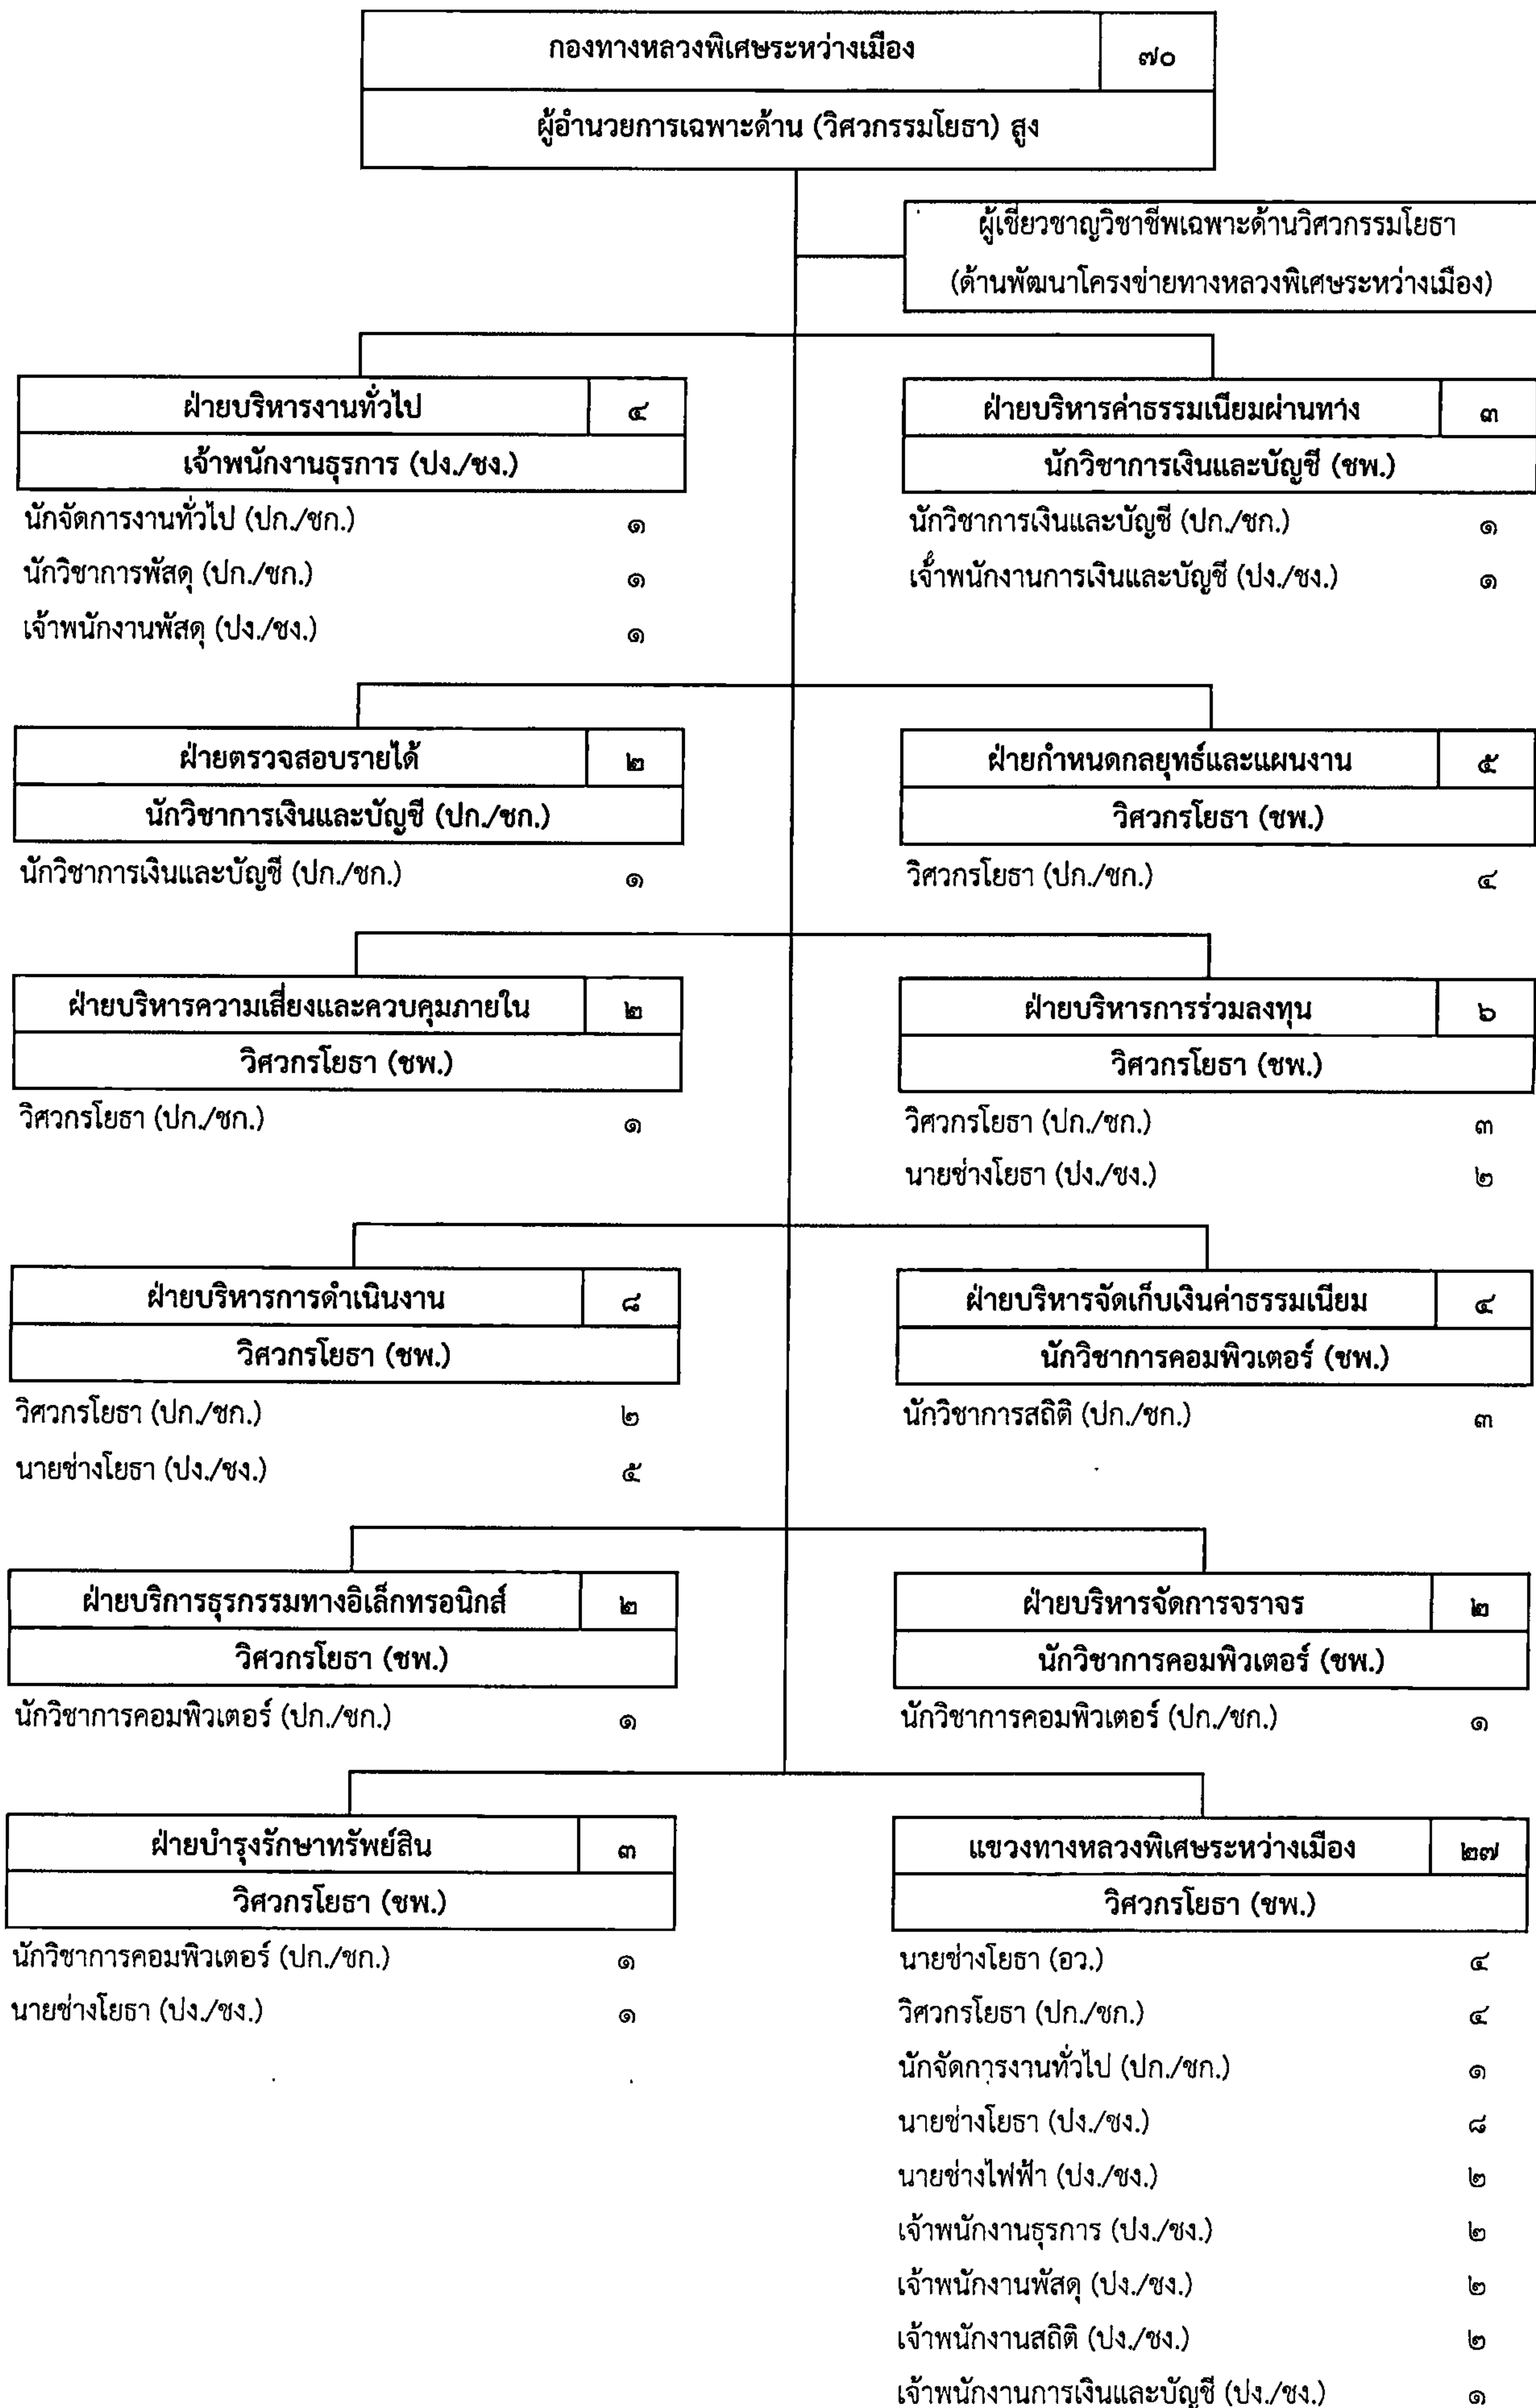 กองทางหลวงพิเศษระหว่างเมือง ๗๐
ผู้อำนวยการเฉพาะด้าน (วิศวกรรมโยธา) สูง
ผู้เชี่ยวชาญวิชาชีพเฉพาะด้านวิศวกรรมโยธา
(ด้านพัฒนาโครงข่ายทางหลวงพิเศษระหว่างเมือง)
ฝ่ายบริหารงานทั่วไป ๔
เจ้าพนักงานธุรการ (ปง./ชง.)
นักจัดการงานทั่วไป (ปก./ชก.) ๑
นักวิชาการพัสดุ (ปก./ชก.) ๑
เจ้าพนักงานพัสดุ (ปง./ชง.) ๑
ฝ่ายบริหารค่าธรรมเนียมผ่านทาง ๓
นักวิชาการเงินและบัญชี (ชพ.)
นักวิชาการเงินและบัญชี (ปก./ชก.) ๑
เจ้าพนักงานการเงินและบัญชี (ปง./ชง.) ๑
ฝ่ายตรวจสอบรายได้ ๒
นักวิชาการเงินและบัญชี (ปก./ชก.)
นักวิชาการเงินและบัญชี (ปก./ชก.) ๑
ฝ่ายกำหนดกลยุทธ์และแผนงาน ๕
วิศวกรโยธา (ชพ.)
วิศวกรโยธา (ปก./ชก.) ๔
ฝ่ายบริหารความเสี่ยงและควบคุมภายใน ๒
วิศวกรโยธา (ชพ.)
วิศวกรโยธา (ปก./ชก.) ๑
ฝ่ายบริหารการร่วมลงทุน ๖
วิศวกรโยธา (ชพ.)
วิศวกรโยธา (ปก./ชก.) ๓
นายช่างโยธา (ปง./ชง.) ๒
ฝ่ายบริหารการดำเนินงาน ๘
วิศวกรโยธา (ชพ.)
วิศวกรโยธา (ปก./ชก.) ๒
นายช่างโยธา (ปง./ชง.) ๕
ฝ่ายบริหารจัดเก็บเงินค่าธรรมเนียม ๔
นักวิชาการคอมพิวเตอร์ (ชพ.)
นักวิชาการสถิติ (ปก./ชก.) ๓
ฝ่ายบริการธุรกรรมทางอิเล็กทรอนิกส์ ๒
วิศวกรโยธา (ชพ.)
นักวิชาการคอมพิวเตอร์ (ปก./ชก.) ๑
ฝ่ายบริหารจัดการจราจร ๒
นักวิชาการคอมพิวเตอร์ (ชพ.)
นักวิชาการคอมพิวเตอร์ (ปก./ชก.) ๑
ฝ่ายบำรุงรักษาทรัพย์สิน ๓
วิศวกรโยธา (ชพ.)
นักวิชาการคอมพิวเตอร์ (ปก./ชก.) ๑
นายช่างโยธา (ปง./ชง.) ๑
แขวงทางหลวงพิเศษระหว่างเมือง ๒๗
วิศวกรโยธา (ชพ.)
นายช่างโยธา (อว.) ๔
วิศวกรโยธา (ปก./ชก.) ๔
นักจัดการงานทั่วไป (ปก./ชก.) ๑
นายช่างโยธา (ปง./ชง.) ๘
นายช่างไฟฟ้า (ปง./ชง.) ๒
เจ้าพนักงานธุรการ (ปง./ชง.) ๒
เจ้าพนักงานพัสดุ (ปง./ชง.) ๒
เจ้าพนักงานสถิติ (ปง./ชง.) ๒
เจ้าพนักงานการเงินและบัญชี (ปง./ชง.) ๑